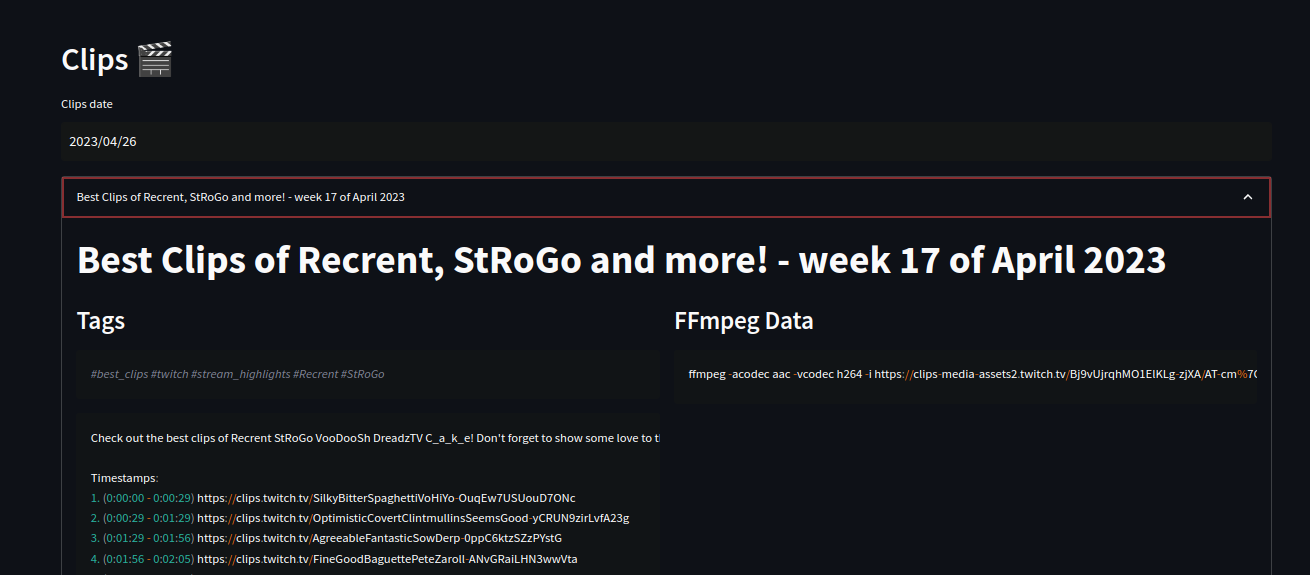 Clips 🎬
Clips date
2023/04/26
Best Clips of Recrent, StRoGo and more! - week 17 of April 2023
Best Clips of Recrent, StRoGo and more! - week 17 of April 2023
Tags
FFmpeg Data
#best_clips #twitch #stream_highlights #Recrent #StRoGo
ffmpeg -acodec aac -vcodec h264 -i https://clips-media-assets2.twitch.tv/Bj9vUjrqhMO1ElKLg-zjXA/AT-cm%7C
Check out the best clips of Recrent StRoGo VooDooSh DreadzTV C_a_k_e! Don't forget to show some love to
Timestamps:
1. (0:00:00 - 0:00:29) https://clips.twitch.tv/SilkyBitterSpaghettiVoHiYo-OuqEw7USUouD7ONc
2. (0:00:29 - 0:01:29) https://clips.twitch.tv/OptimisticCovertClintmullinsSeemsGood-yCRUN9zirLvfA23g
3. (0:01:29 - 0:01:56) https://clips.twitch.tv/AgreeableFantasticSowDerp-0ppC6ktzSZzPYstG
4. (0:01:56 - 0:02:05) https://clips.twitch.tv/FineGoodBaguettePeteZaroll-ANvGRaiLHN3wwVta